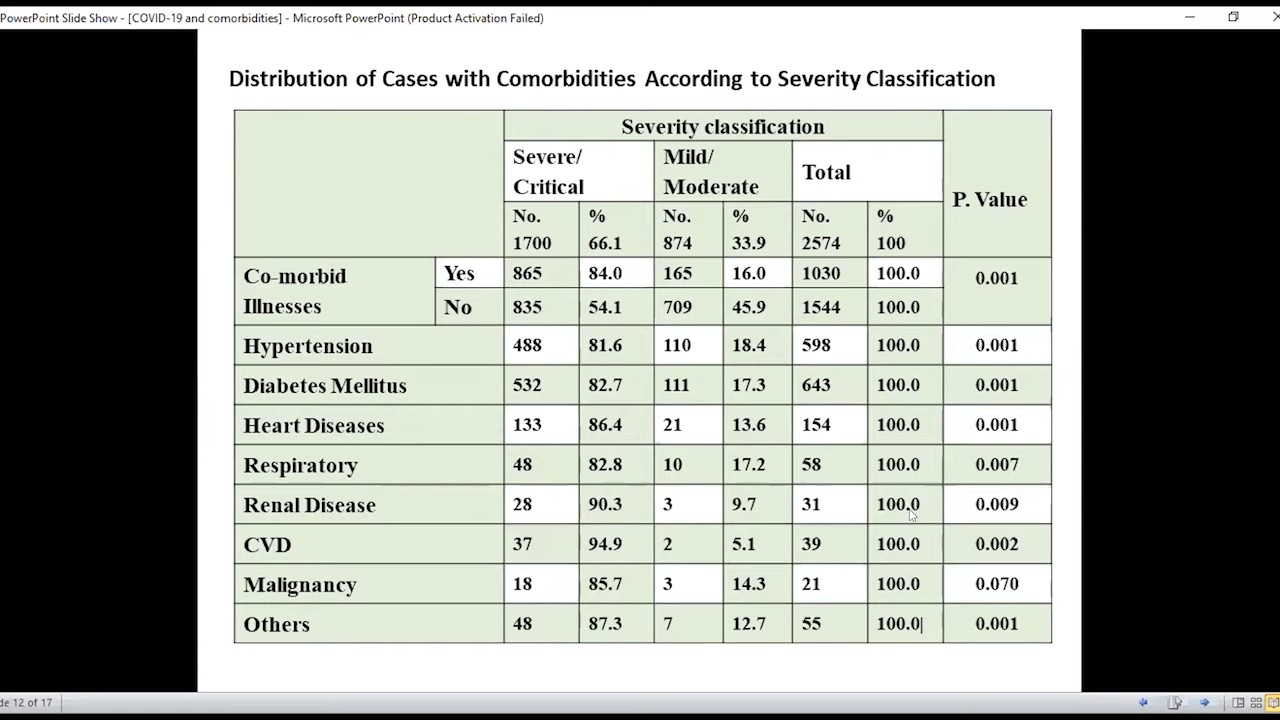 PowerPoint Slide Show - [COVID-19 and comorbidities] - Microsoft PowerPoint (Product Activation Failed)
Distribution of Cases with Comorbidities According to Severity Classification
Severity classification
Severe/ Critical Mild/ Moderate Total P. Value
No. 1700 % 66.1 No. 874 % 33.9 No. 2574 % 100
Co-morbid Illnesses Yes 865 84.0 165 16.0 1030 100.0 0.001
No 835 54.1 709 45.9 1544 100.0
Hypertension 488 81.6 110 18.4 598 100.0 0.001
Diabetes Mellitus 532 82.7 111 17.3 643 100.0 0.001
Heart Diseases 133 86.4 21 13.6 154 100.0 0.001
Respiratory 48 82.8 10 17.2 58 100.0 0.007
Renal Disease 28 90.3 3 9.7 31 100.0 0.009
CVD 37 94.9 2 5.1 39 100.0 0.002
Malignancy 18 85.7 3 14.3 21 100.0 0.070
Others 48 87.3 7 12.7 55 100.0 0.001
de 12 of 17